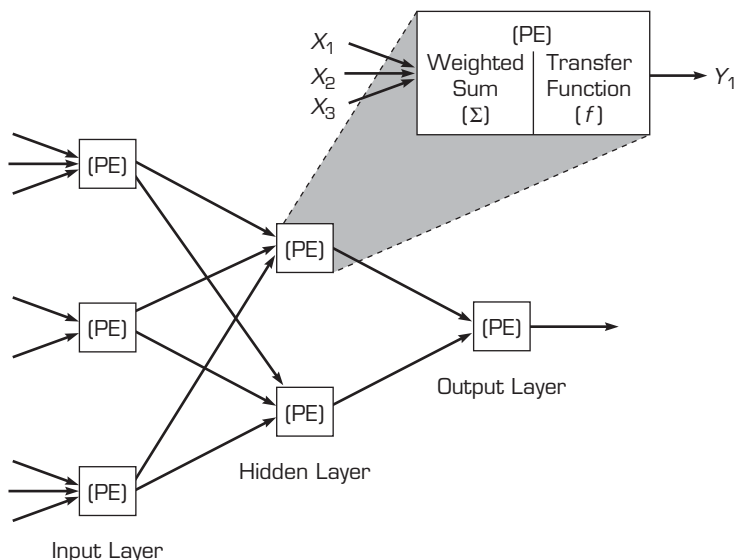 (PE)
X1
X2
X3
Weighted
Sum
(Σ)
Transfer
Function
(f)
Y1
(PE)
(PE)
(PE)
(PE)
(PE)
(PE)
Output Layer
Hidden Layer
Input Layer